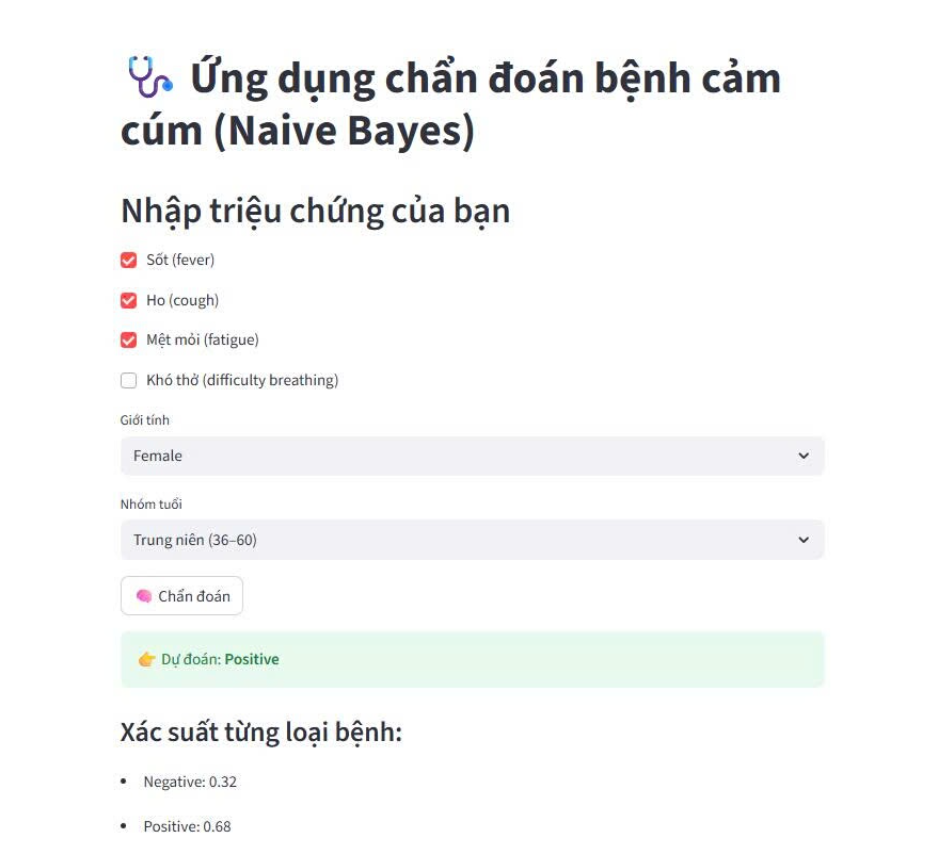 Ứng dụng chẩn đoán bệnh cảm
cúm (Naive Bayes)
Nhập triệu chứng của bạn
Sốt (fever)
Ho (cough)
Mệt mỏi (fatigue)
Khó thở (difficulty breathing)
Giới tính
Female
Nhóm tuổi
Trung niên (36–60)
Chẩn đoán
Dự đoán: Positive
Xác suất từng loại bệnh:
Negative: 0.32
Positive: 0.68